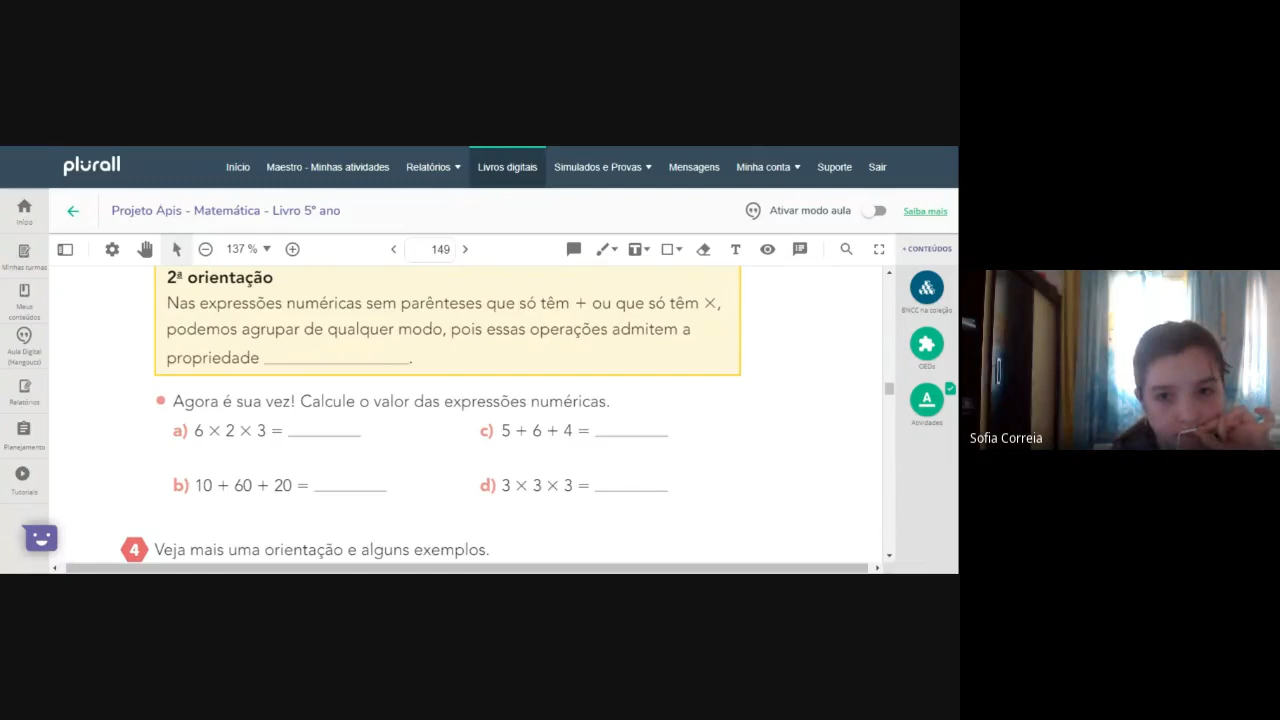 plurall
Início Maestro - Minhas atividades Relatórios Livros digitais Simulados e Provas Mensagens Minha conta Suporte Sair
Início
Projeto Apis - Matemática - Livro 5º ano
Ativar modo aula Saiba mais
137 % 149
+ CONTEÚDOS
Minhas turmas
Meus conteúdos
Aula Digital (Hangouts)
Relatórios
Planejamento
Tutoriais
2ª orientação
Nas expressões numéricas sem parênteses que só têm + ou que só têm ×,
podemos agrupar de qualquer modo, pois essas operações admitem a
propriedade ________________.
Agora é sua vez! Calcule o valor das expressões numéricas.
a) 6 × 2 × 3 = ________
c) 5 + 6 + 4 = ________
b) 10 + 60 + 20 = ________
d) 3 × 3 × 3 = ________
4 Veja mais uma orientação e alguns exemplos.
BNCC na coleção
OEDs
A
Atividades
Sofia Correia